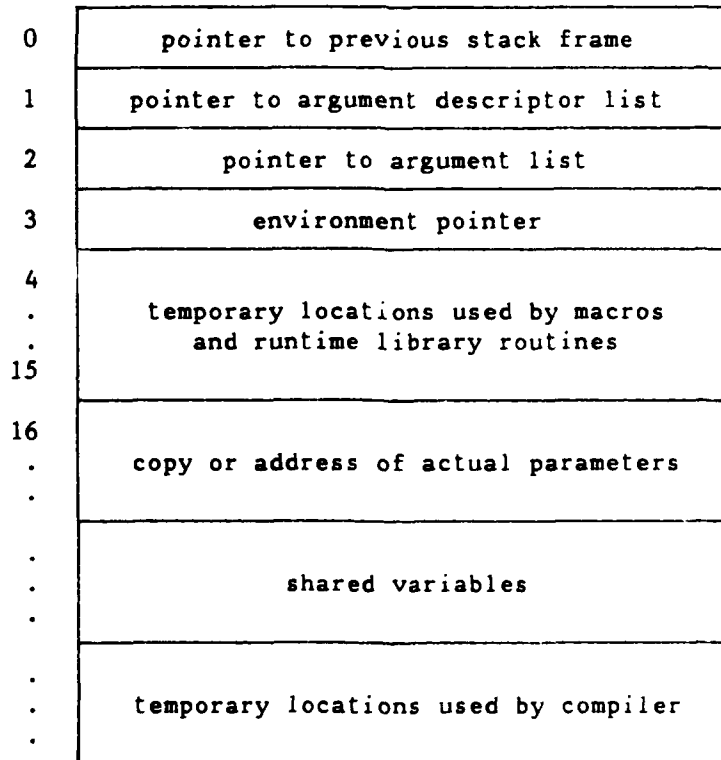 0 pointer to previous stack frame
1 pointer to argument descriptor list
2 pointer to argument list
3 environment pointer
4
. temporary locations used by macros
. and runtime library routines
15
16
. copy or address of actual parameters
.
.
. shared variables
.
.
. temporary locations used by compiler
.